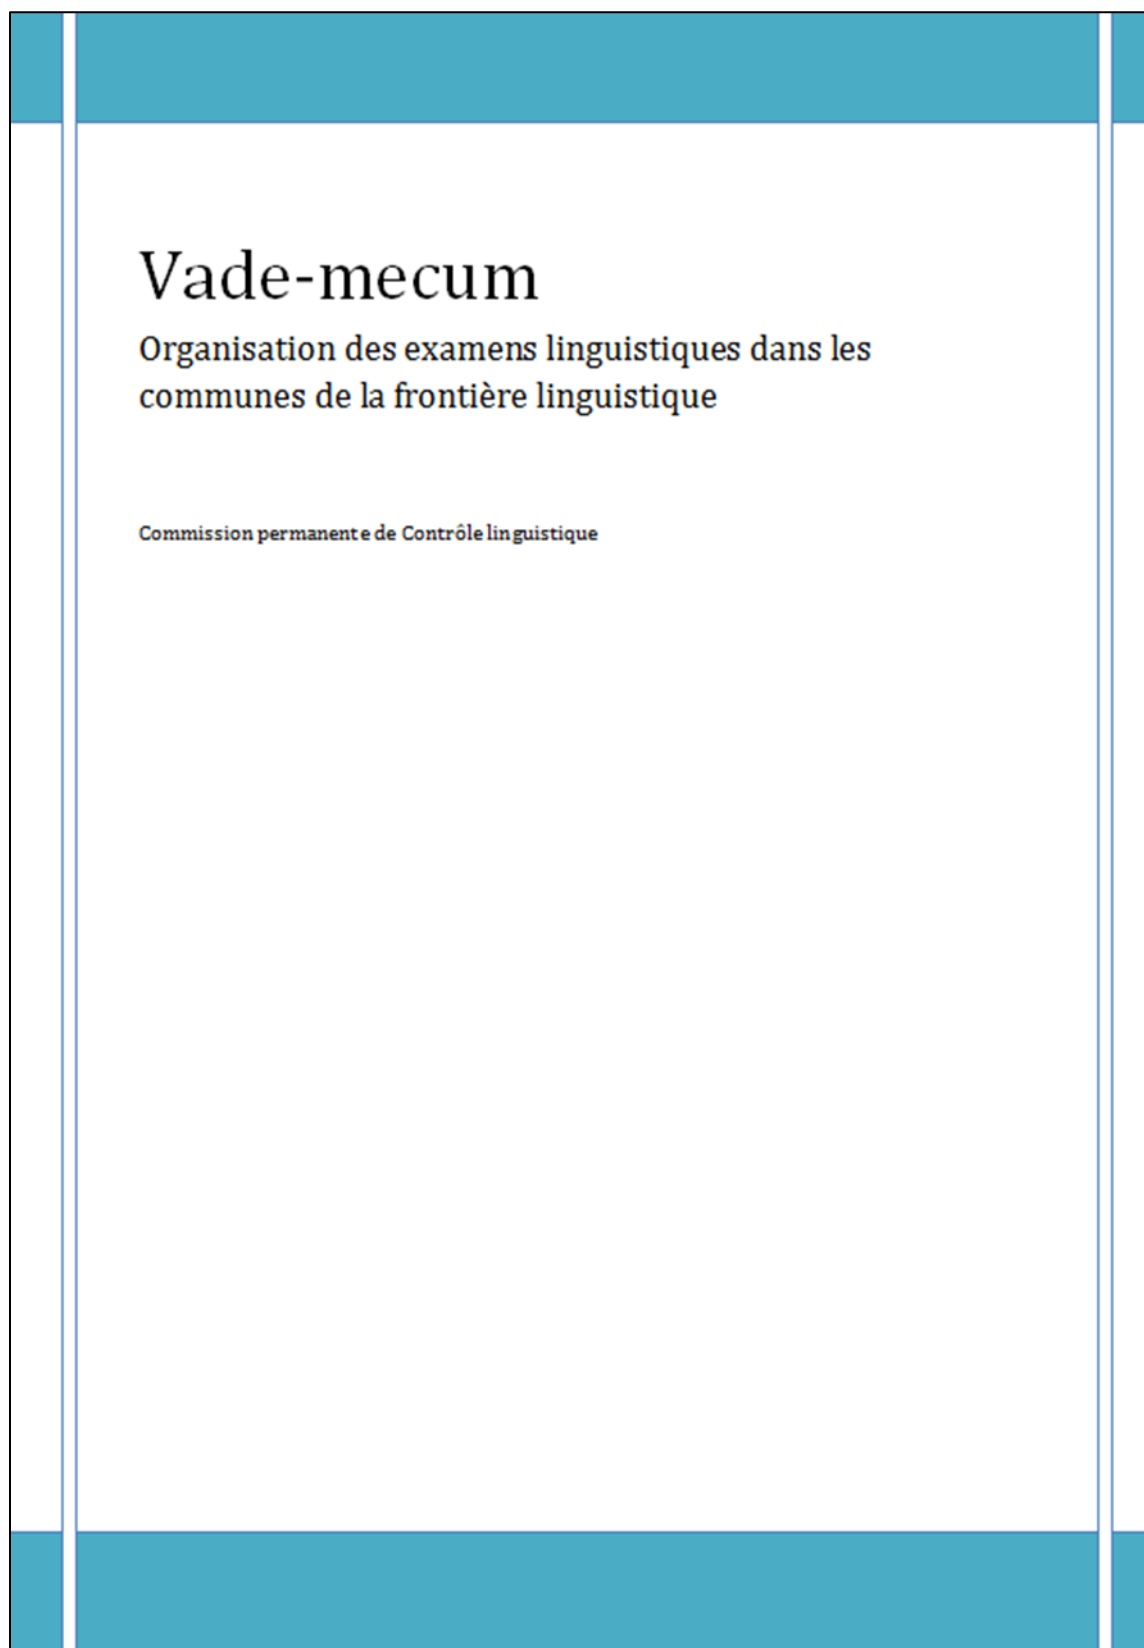 Vade-mecum
Organisation des examens linguistiques dans les
communes de la frontière linguistique
Commission permanente de Contrôle linguistique